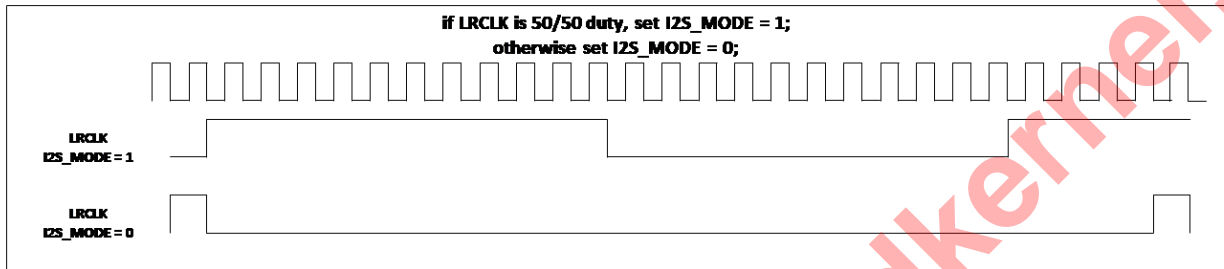 if LRCLK is 50/50 duty, set I2S_MODE = 1;
otherwise set I2S_MODE = 0;
LRCLK
I2S_MODE = 1
LRCLK
I2S_MODE = 0
dkernel